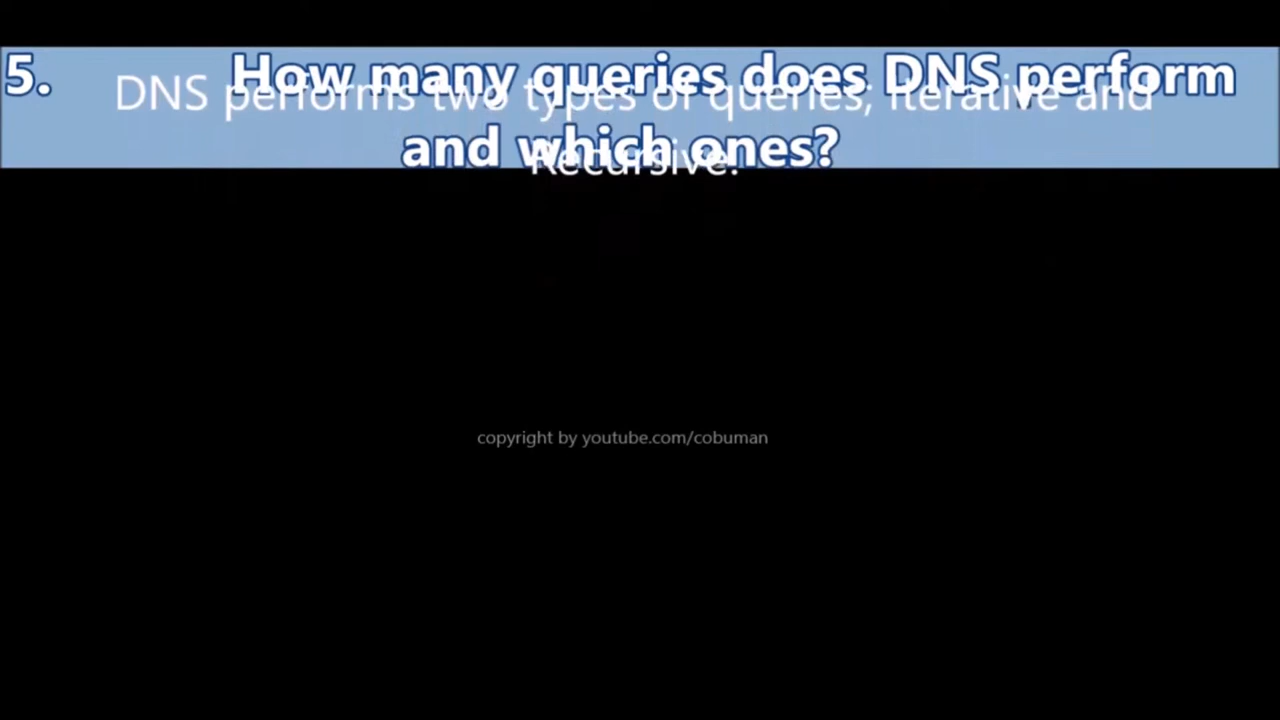 5. How many queries does DNS perform
and which ones?
DNS performs two types of queries; Iterative and
Recursive.
copyright by youtube.com/cobuman